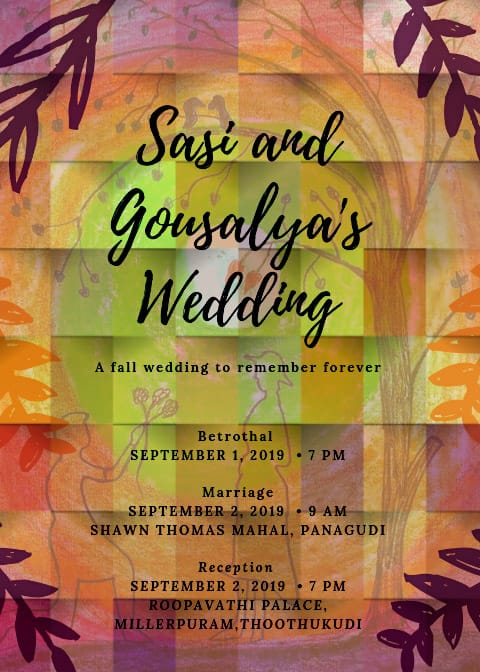 Sasi and
Gousalya's
Wedding
A fall wedding to remember forever
Betrothal
SEPTEMBER 1, 2019 • 7 PM
Marriage
SEPTEMBER 2, 2019 • 9 AM
SHAWN THOMAS MAHAL, PANAGUDI
Reception
SEPTEMBER 2, 2019 • 7 PM
ROOPAVATHI PALACE,
MILLERPURAM,THOOTHUKUDI